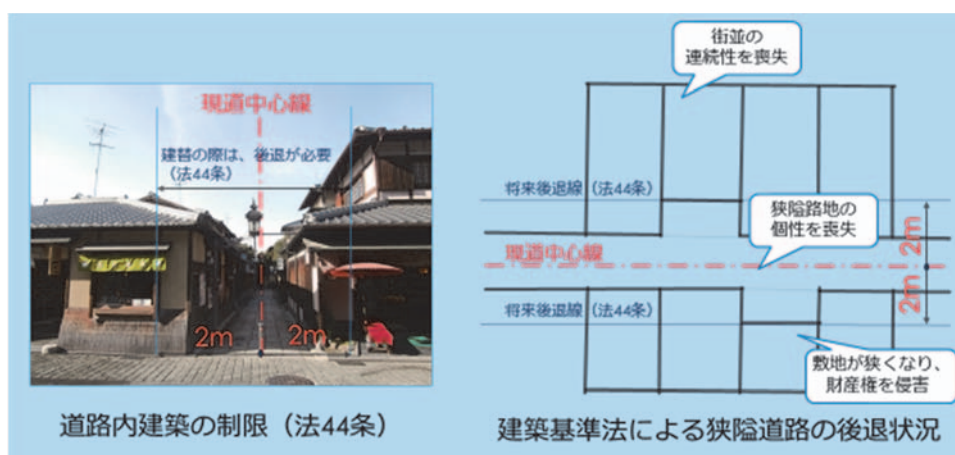 現道中心線
建替の際は、後退が必要
（法44条）
2m
2m
道路内建築の制限（法44条）
街並の
連続性を喪失
将来後退線（法44条）
狭隘路地の
個性を喪失
現道中心線
2m
2m
将来後退線（法44条）
敷地が狭くなり、
財産権を侵害
建築基準法による狭隘道路の後退状況